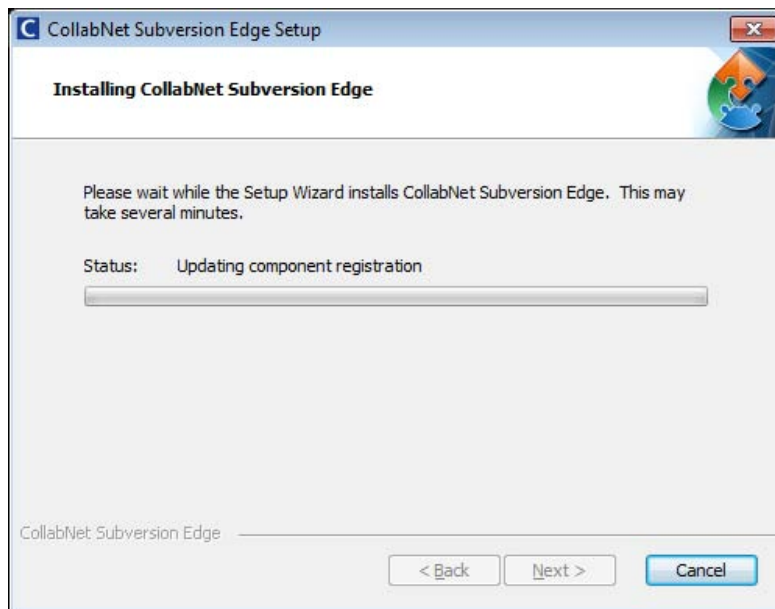 CollabNet Subversion Edge Setup
Installing CollabNet Subversion Edge
Please wait while the Setup Wizard installs CollabNet Subversion Edge. This may
take several minutes.
Status: Updating component registration
CollabNet Subversion Edge
< Back Next > Cancel